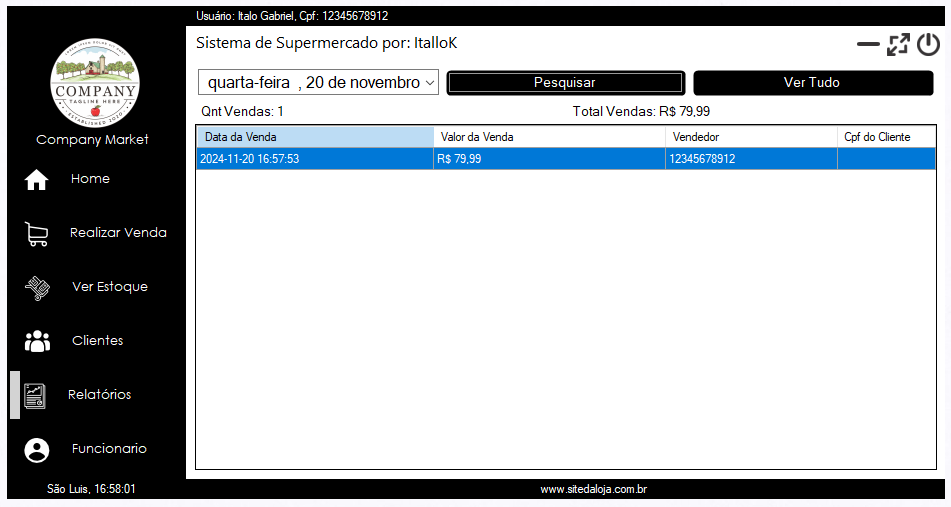 Usuário: Italo Gabriel, Cpf: 12345678912
Sistema de Supermercado por: ItalloK
COMPANY
TAGLINE HERE
ESTABLISHED 2020
Company Market
Home
Realizar Venda
Ver Estoque
Clientes
Relatórios
Funcionario
São Luis, 16:58:01
quarta-feira , 20 de novembro
Pesquisar
Ver Tudo
Qnt Vendas: 1
Total Vendas: R$ 79,99
Data da Venda Valor da Venda Vendedor Cpf do Cliente
2024-11-20 16:57:53 R$ 79,99 12345678912
www.sitedaloja.com.br